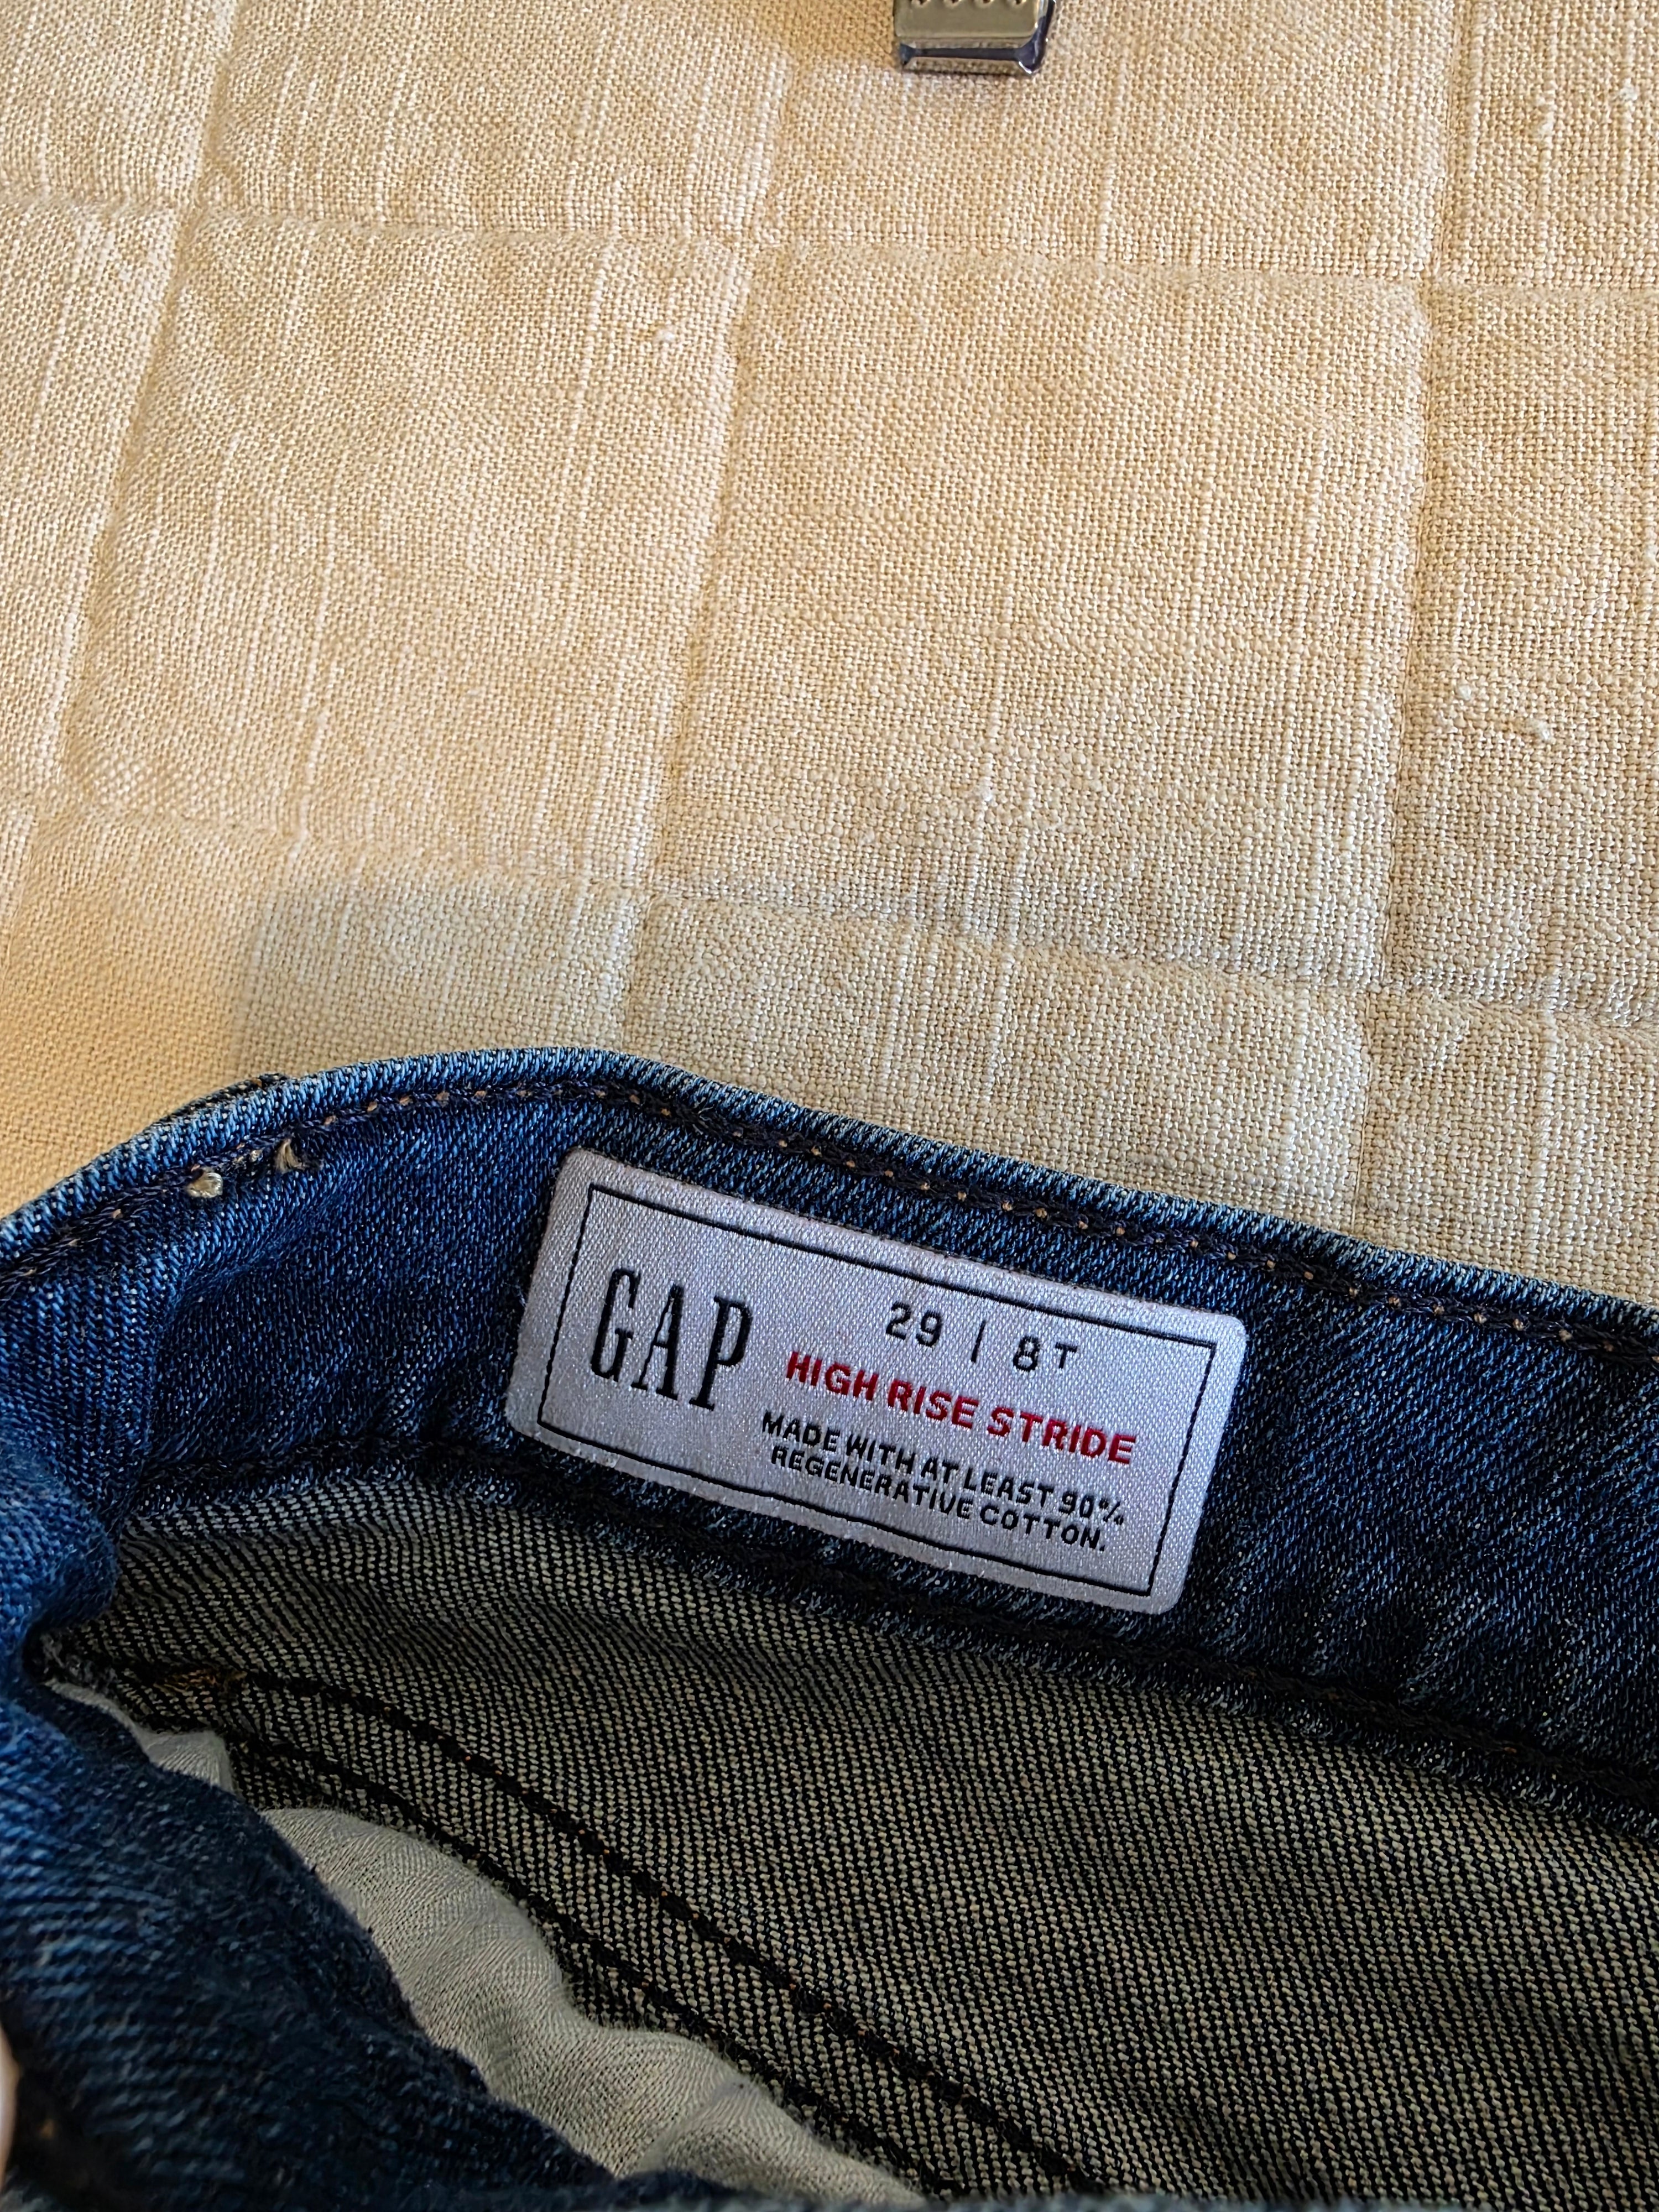 GAP
29 | 8T
HIGH RISE STRIDE
MADE WITH AT LEAST 90%
REGENERATIVE COTTON.